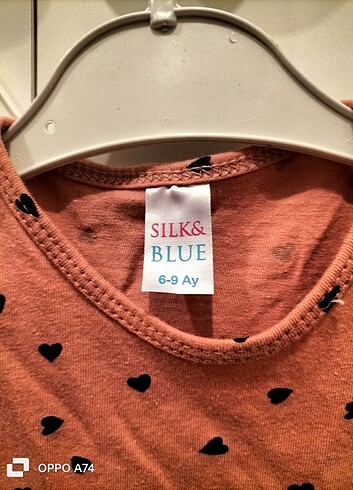 SILK&
BLUE
6-9 Ay
OPPO A74